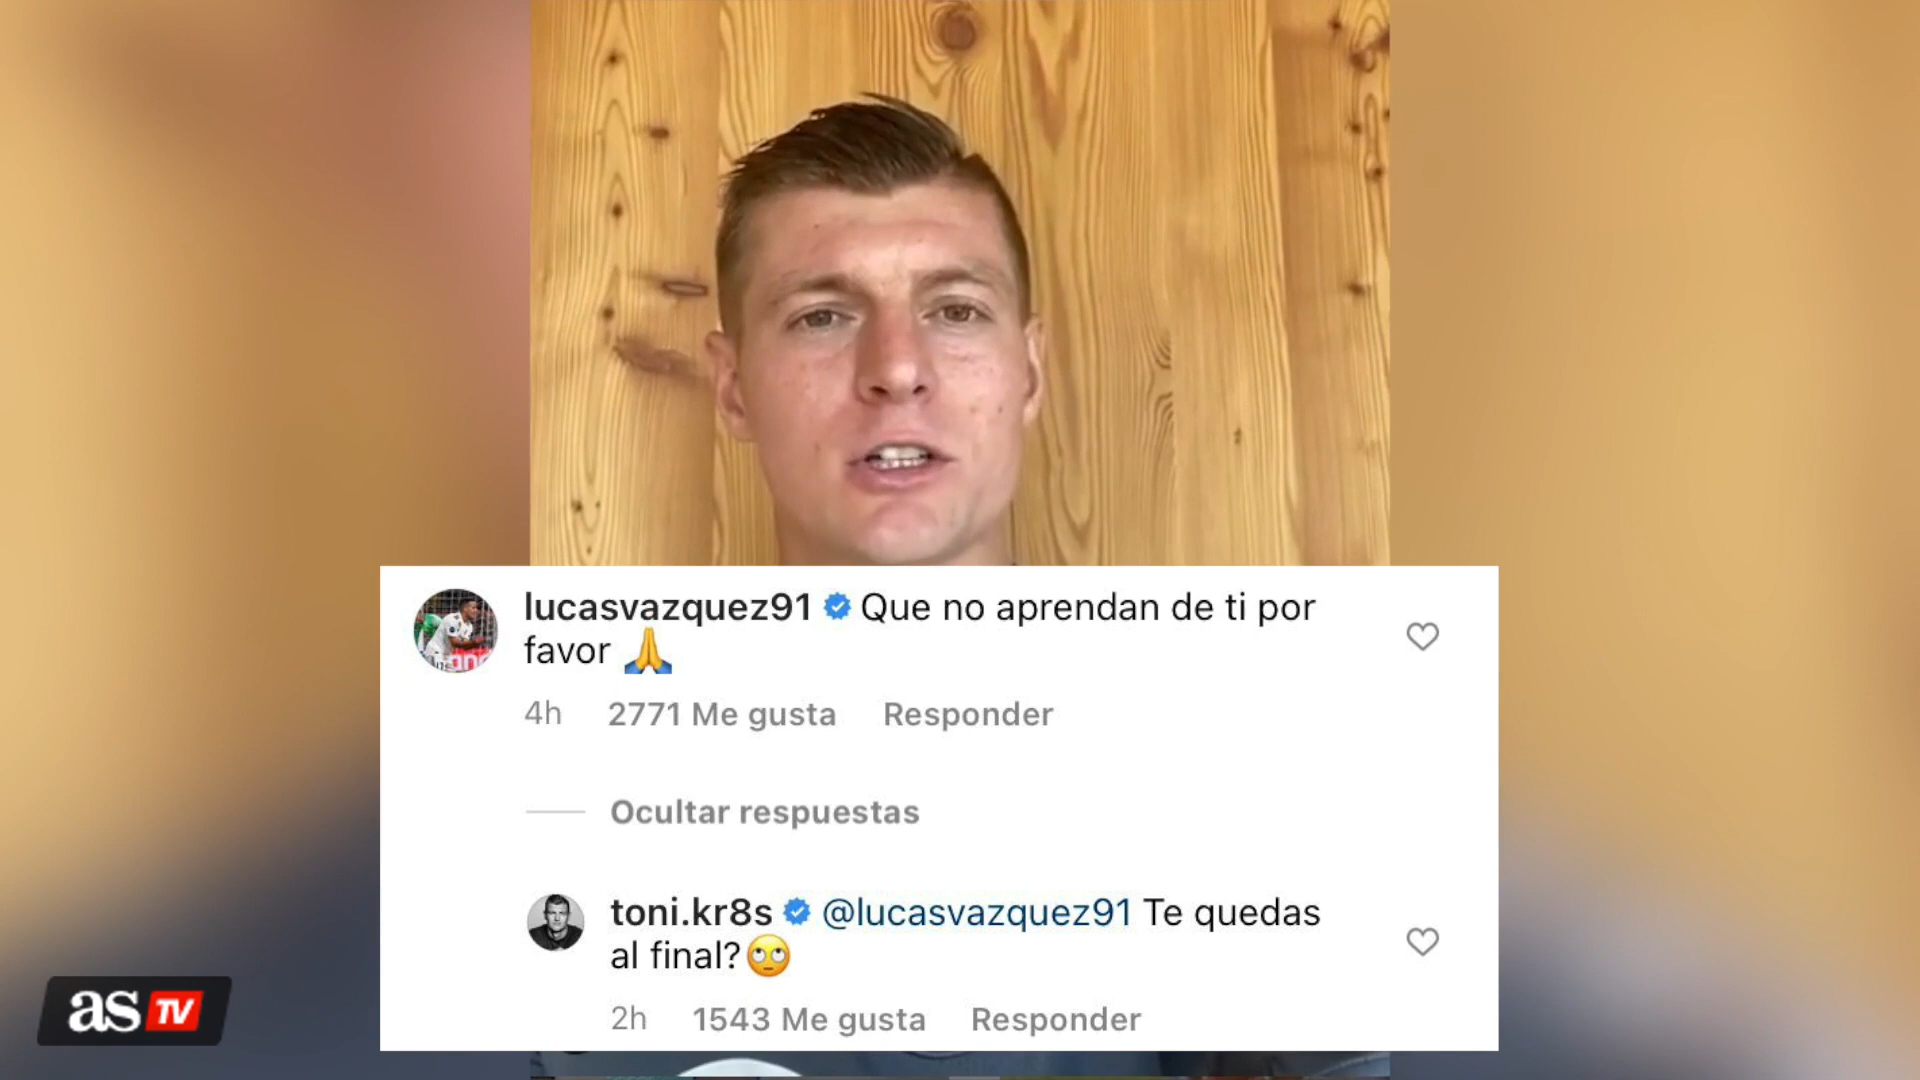 lucasvazquez91 Que no aprendan de ti por
favor 🙏
4h 2771 Me gusta Responder
Ocultar respuestas
toni.kr8s @lucasvazquez91 Te quedas
al final?🙄
2h 1543 Me gusta Responder
as TV